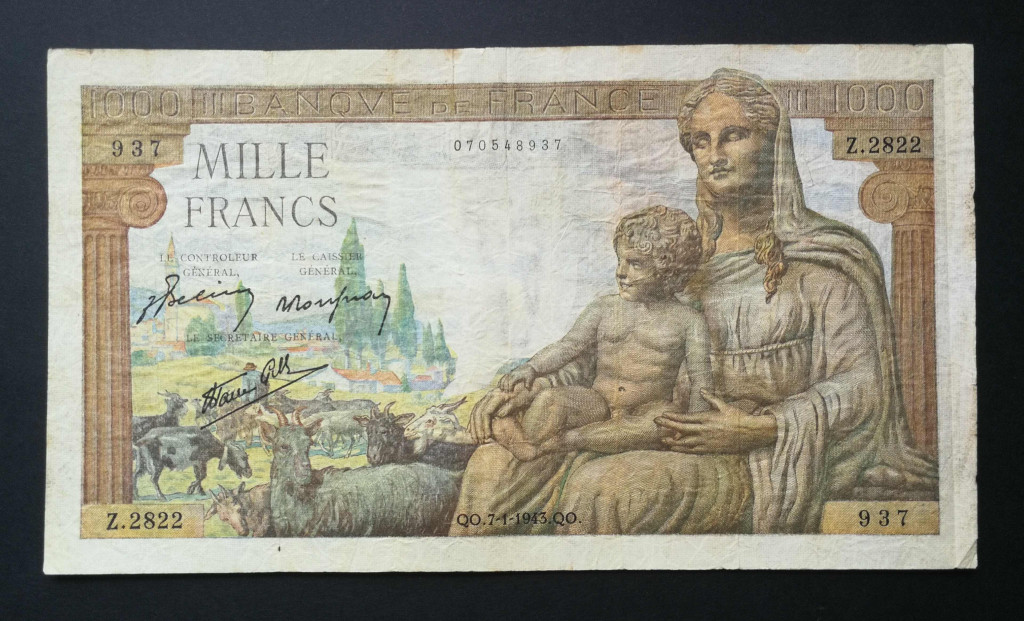 1000 BANQVE DE FRANCE 1000
937 070548937 Z.2822
MILLE
FRANCS
LE CONTROLEUR LE CAISSIER
GÉNÉRAL, GÉNÉRAL,
LE SECRÉTAIRE GÉNÉRAL,
Z.2822 QO.7-1-1943.QO. 937